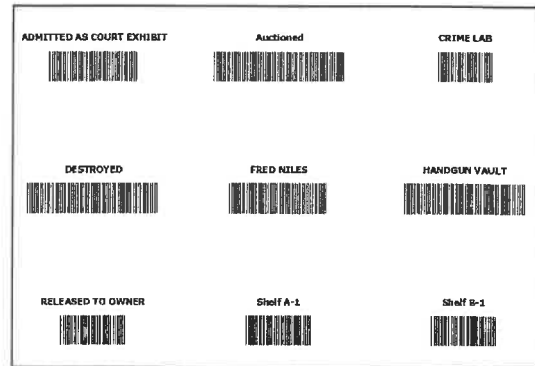 ADMITTED AS COURT EXHIBIT
Auctioned
CRIME LAB
DESTROYED
FRED NILES
HANDGUN VAULT
RELEASED TO OWNER
Shelf A-1
Shelf B-1